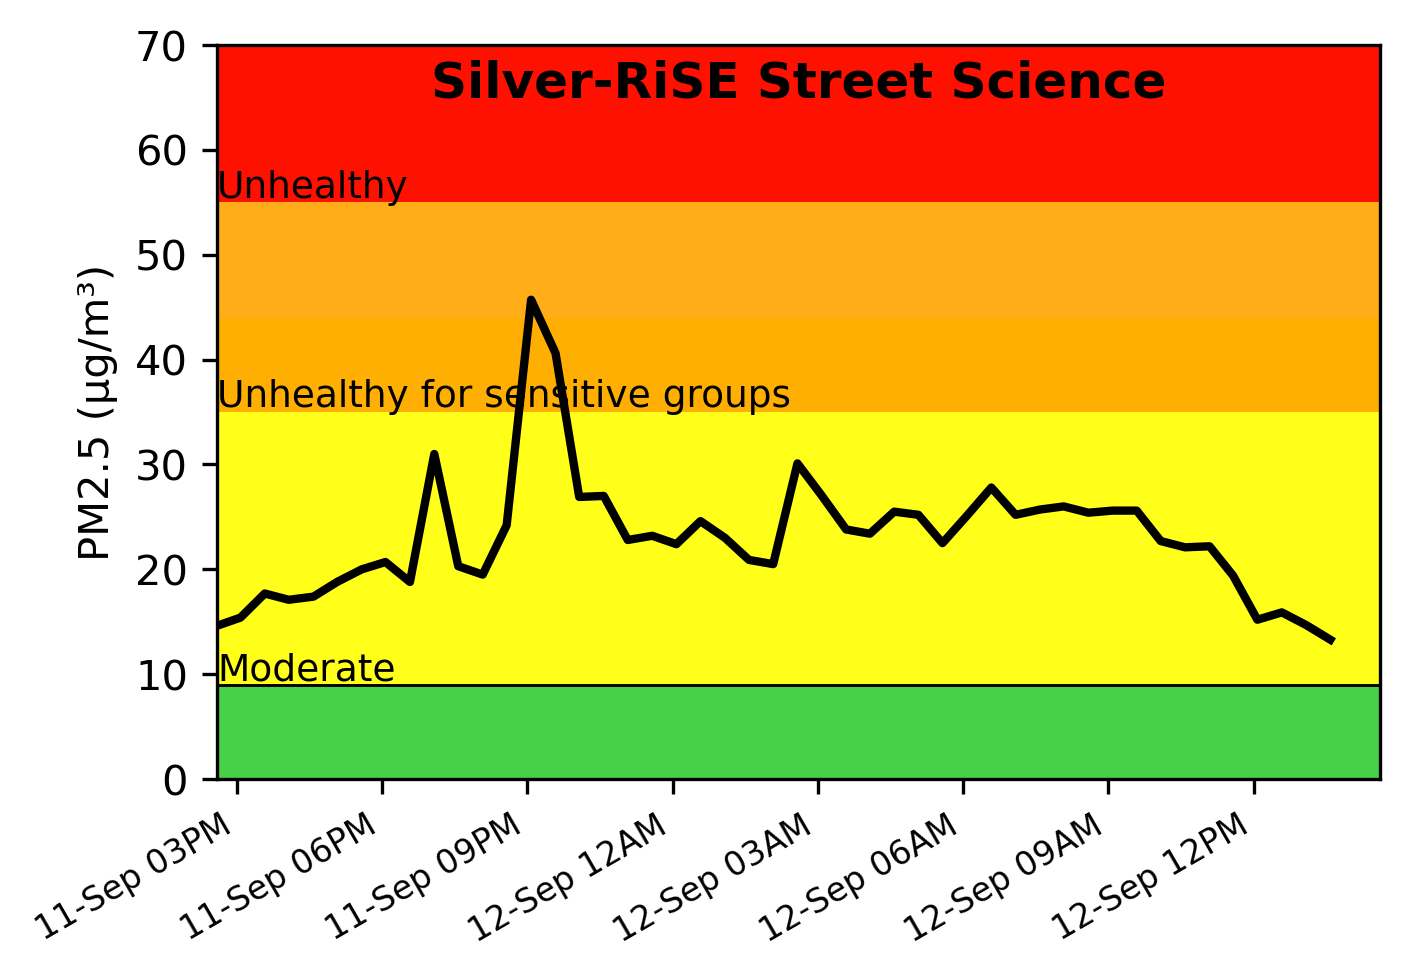 Silver-RiSE Street Science
70
60
Unhealthy
50
40
Unhealthy for sensitive groups
30
20
Moderate
10
0
PM2.5 (µg/m³)
11-Sep 03PM
11-Sep 06PM
11-Sep 09PM
12-Sep 12AM
12-Sep 03AM
12-Sep 06AM
12-Sep 09AM
12-Sep 12PM